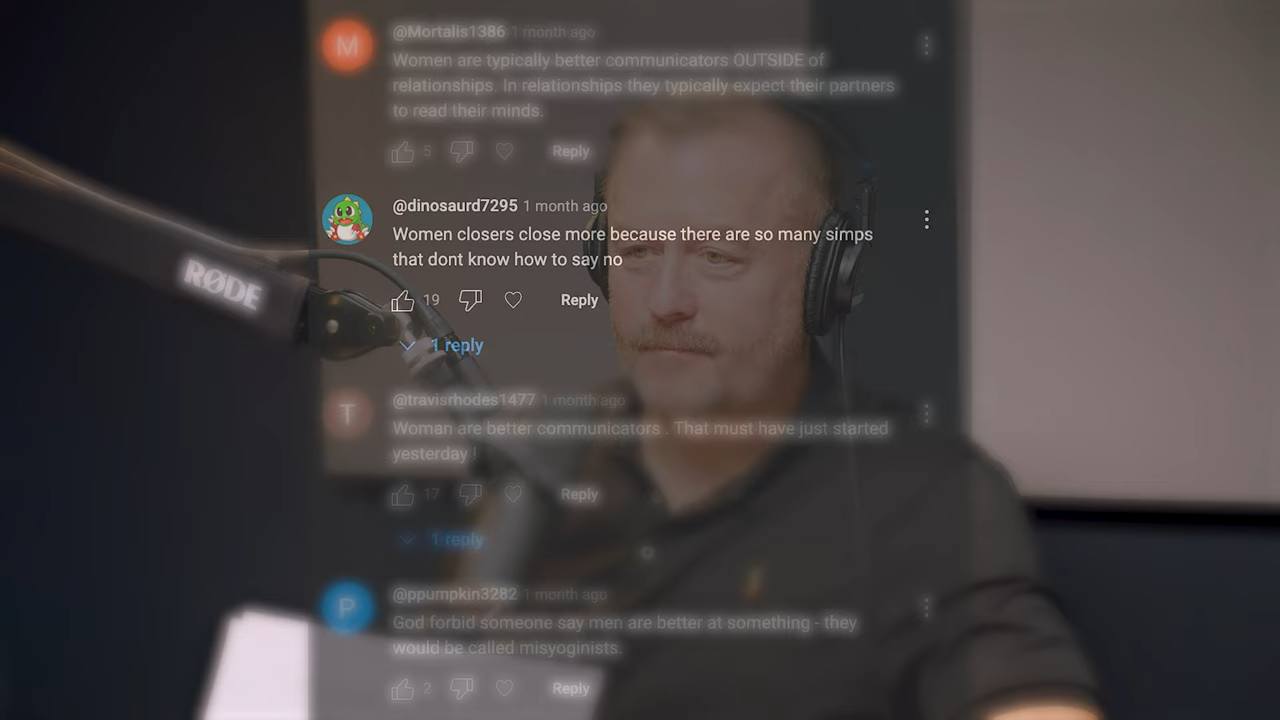 @Mortalis1386 1 month ago
M
Women are typically better communicators OUTSIDE of
relationships. In relationships they typically expect their partners
to read their minds.
5 Reply
@dinosaurd7295 1 month ago
Women closers close more because there are so many simps
that dont know how to say no
RØDE
19 Reply
1 reply
@travisrhodes1477 1 month ago
T
Woman are better communicators . That must have just started
yesterday !
17 Reply
1 reply
@ppumpkin3282 1 month ago
P
God forbid someone say men are better at something - they
would be called misyoginists.
2 Reply